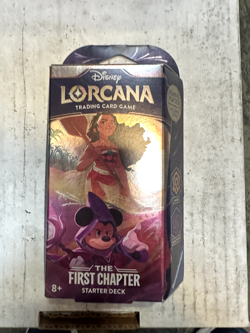 Disney
LORCANA
TRADING CARD GAME
THE
FIRST CHAPTER
STARTER DECK
8+